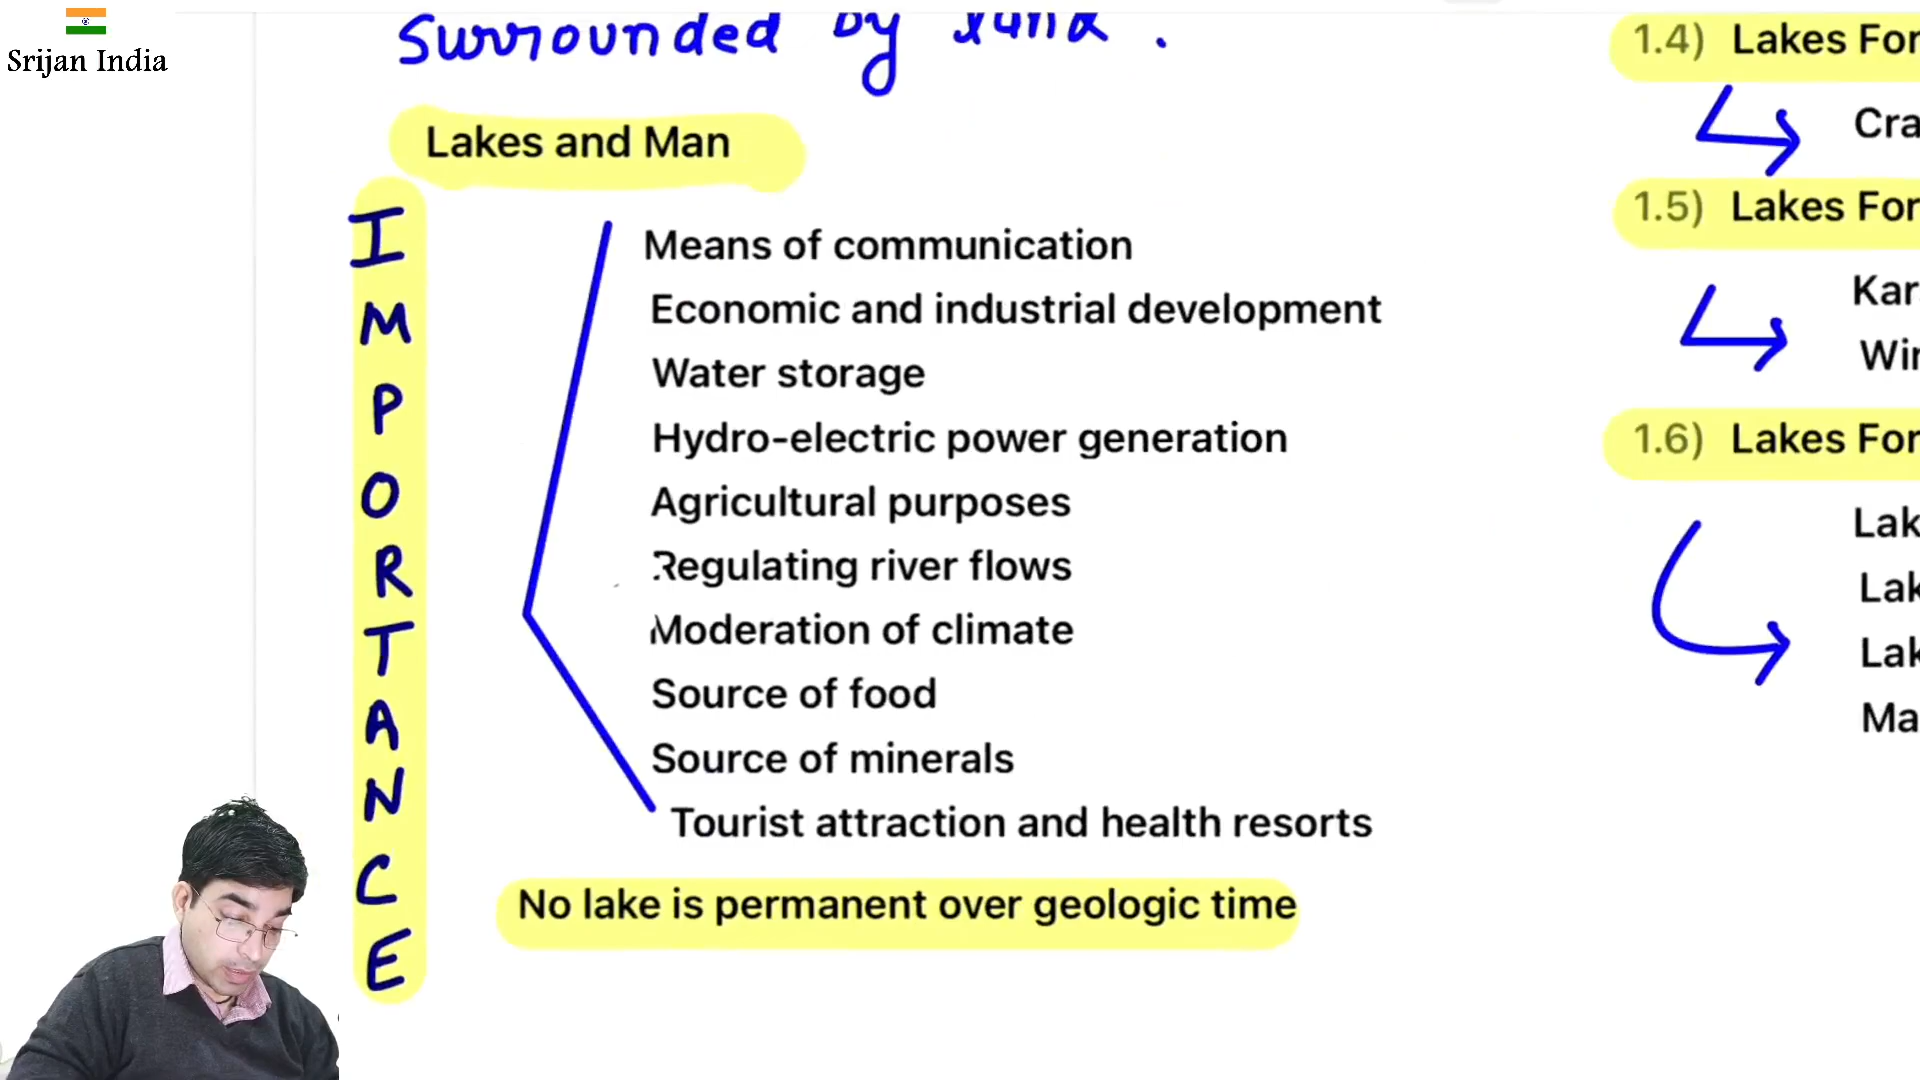 Srijan India
Surrounded by land.
Lakes and Man
IMPORTANCE
Means of communication
Economic and industrial development
Water storage
Hydro-electric power generation
Agricultural purposes
Regulating river flows
Moderation of climate
Source of food
Source of minerals
Tourist attraction and health resorts
No lake is permanent over geologic time
1.4) Lakes For
Cra
1.5) Lakes For
Kar
Win
1.6) Lakes For
Lak
Lak
Lak
Ma